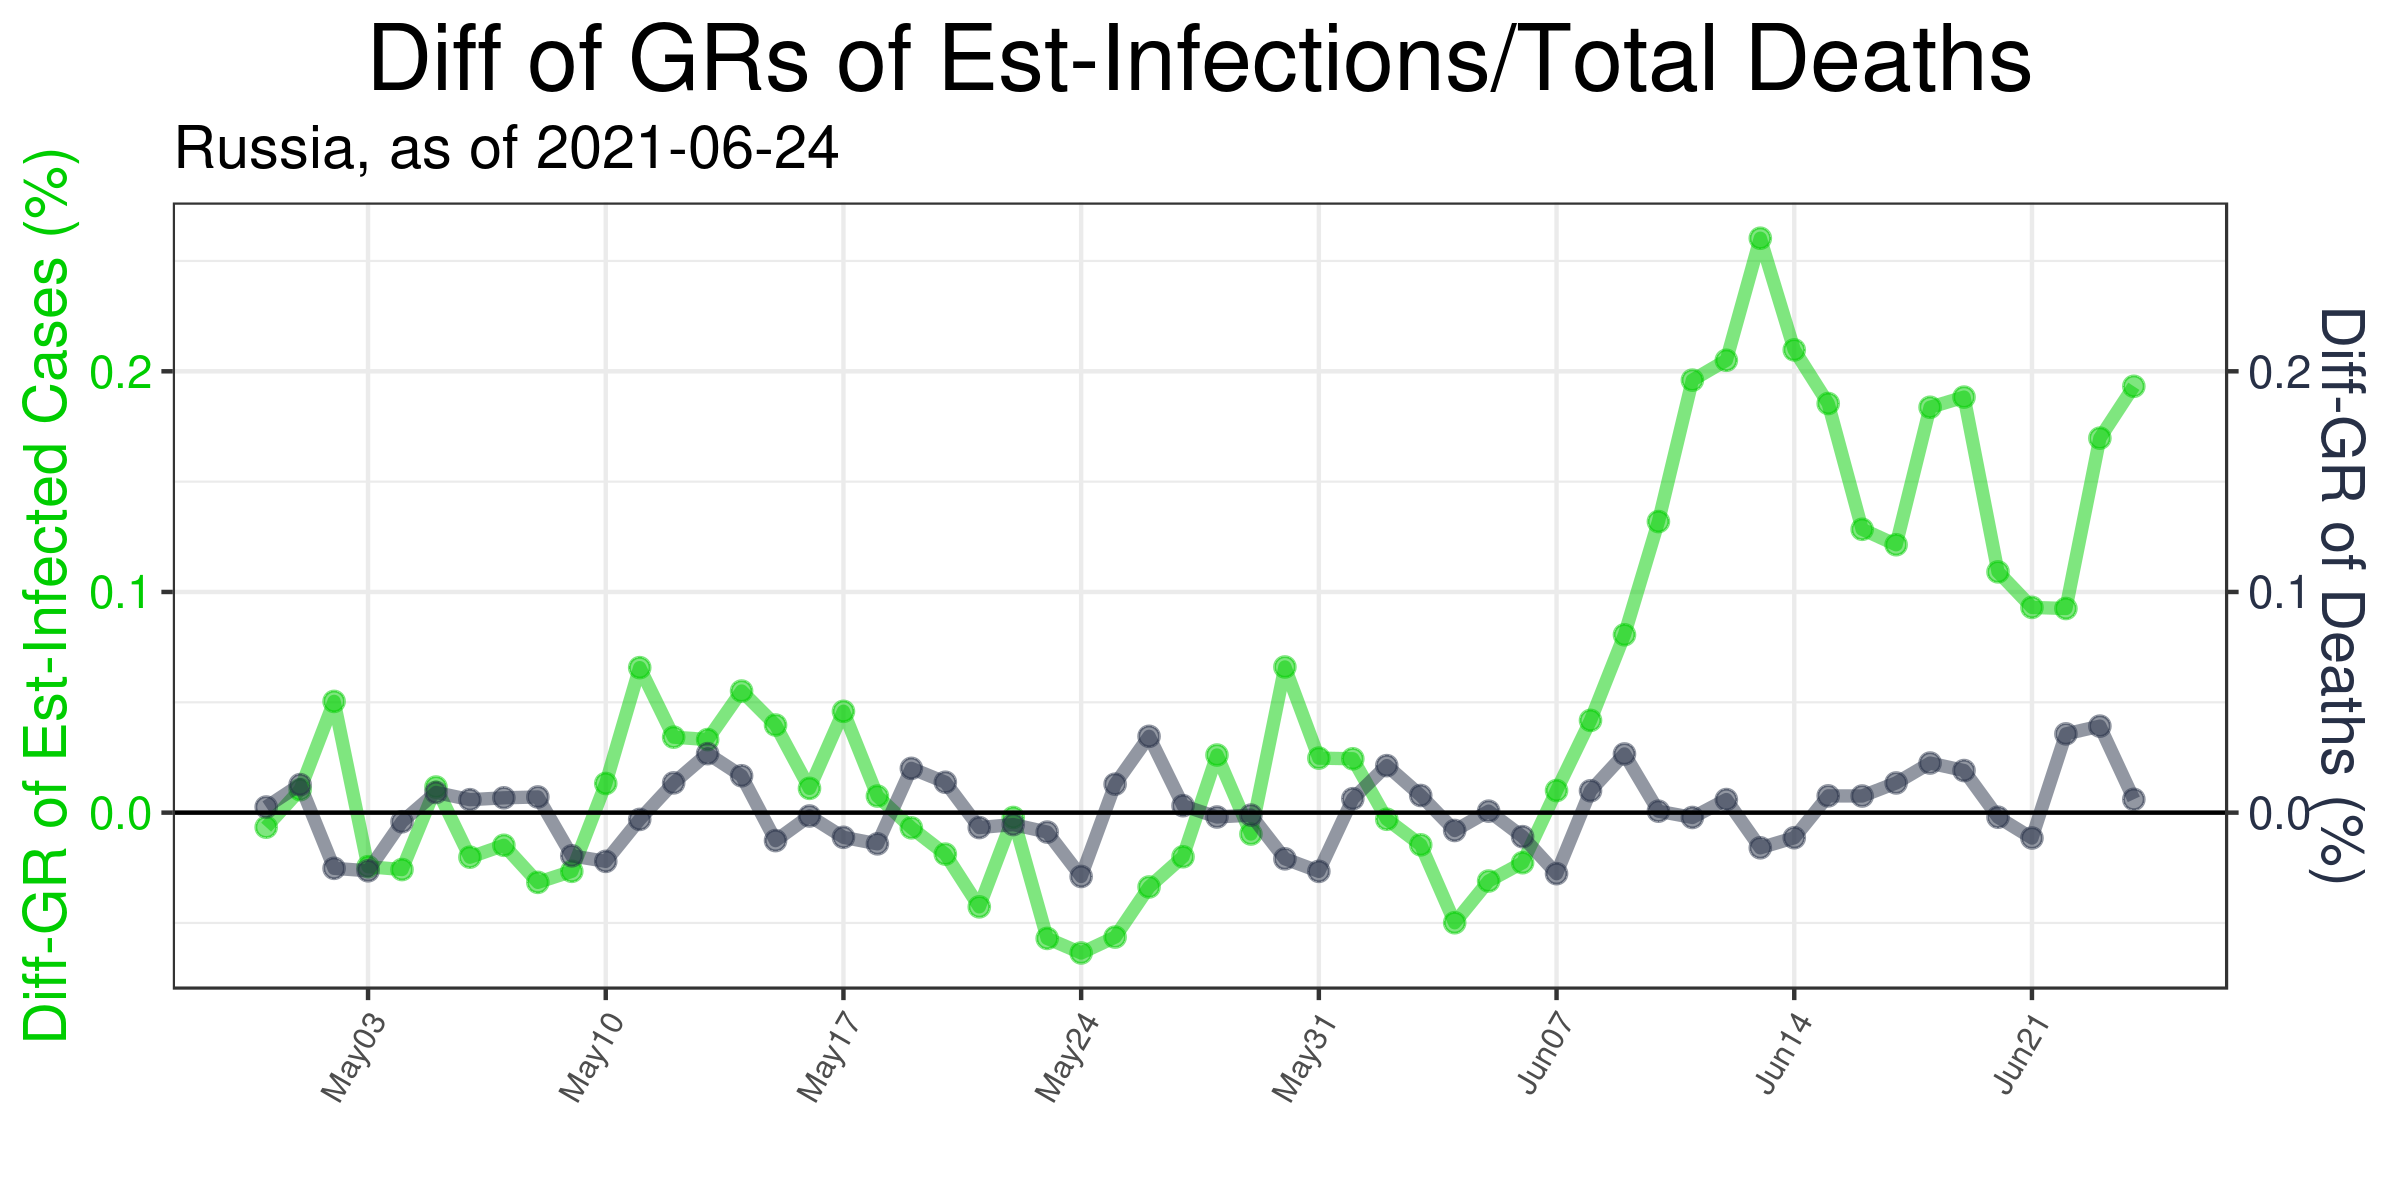 Diff of GRs of Est-Infections/Total Deaths
Russia, as of 2021-06-24
Diff-GR of Est-Infected Cases (%)
0.2
0.1
0.0
0.2
0.1
0.0
Diff-GR of Deaths (%)
May03
May10
May17
May24
May31
Jun07
Jun14
Jun21